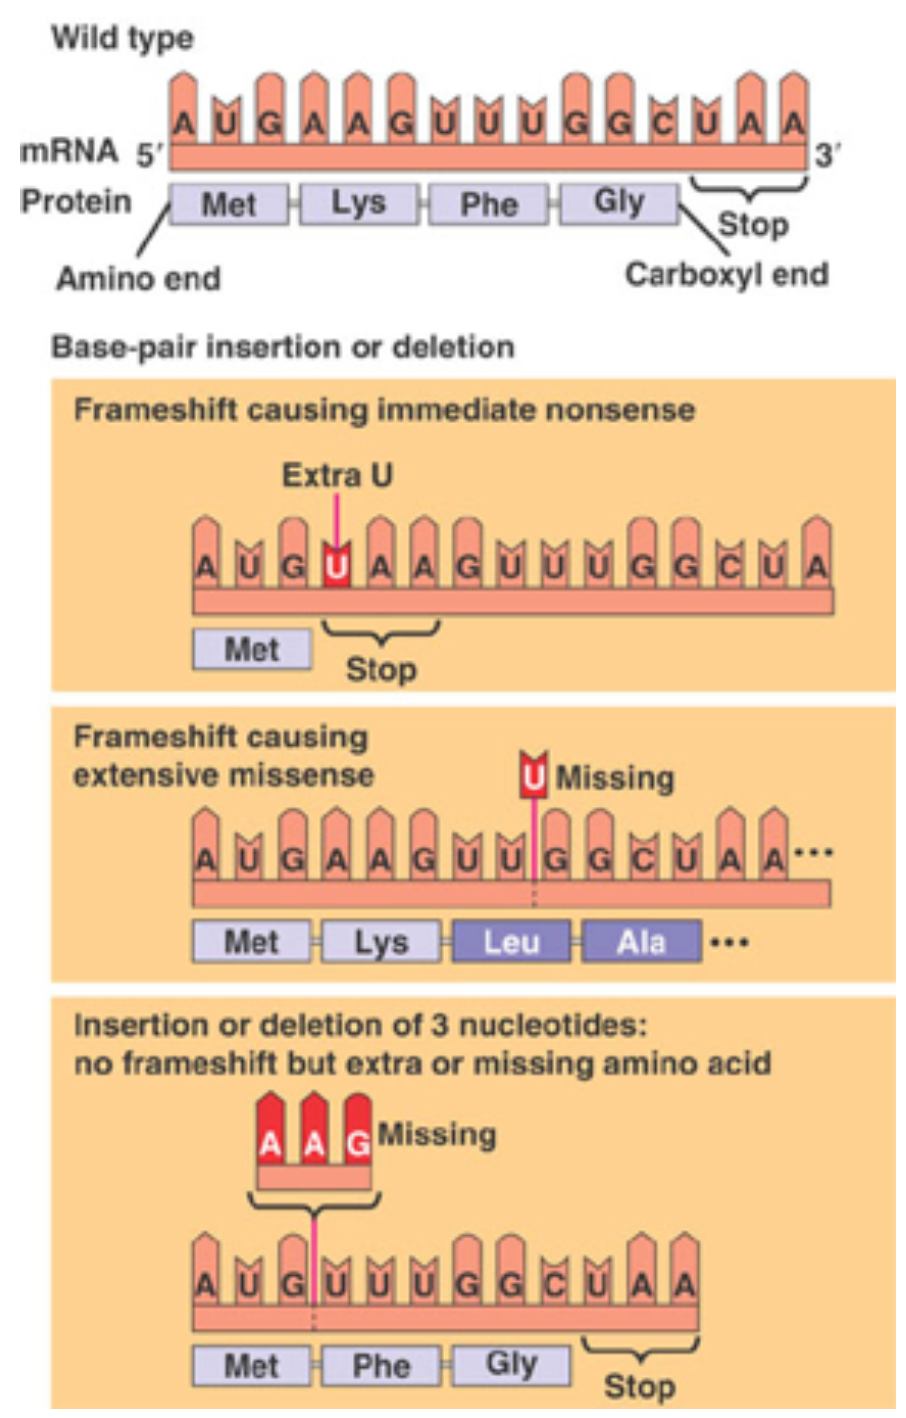 Wild type
A U G A A G U U U G G C U A A
mRNA 5′ 3′
Protein Met Lys Phe Gly Stop
Amino end Carboxyl end
Base-pair insertion or deletion
Frameshift causing immediate nonsense
Extra U
A U G U A A G U U U G G C U A
Met Stop
Frameshift causing
extensive missense
U Missing
A U G A A G U U G G C U A A ...
Met Lys Leu Ala ...
Insertion or deletion of 3 nucleotides:
no frameshift but extra or missing amino acid
A A G Missing
A U G U U U G G C U A A
Met Phe Gly
Stop